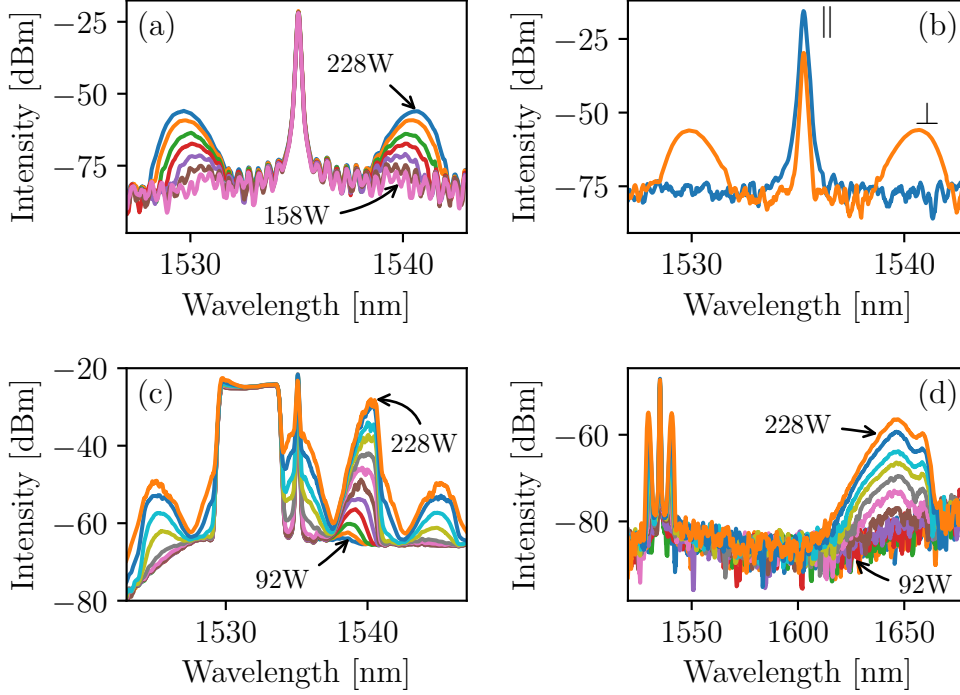 (a)
228W
158W
−25
−50
−75
Intensity [dBm]
1530
1540
Wavelength [nm]
(b)
||
⊥
−25
−50
−75
Intensity [dBm]
1530
1540
Wavelength [nm]
(c)
228W
92W
−20
−40
−60
−80
Intensity [dBm]
1530
1540
Wavelength [nm]
(d)
228W
92W
−60
−80
Intensity [dBm]
1550
1600
1650
Wavelength [nm]